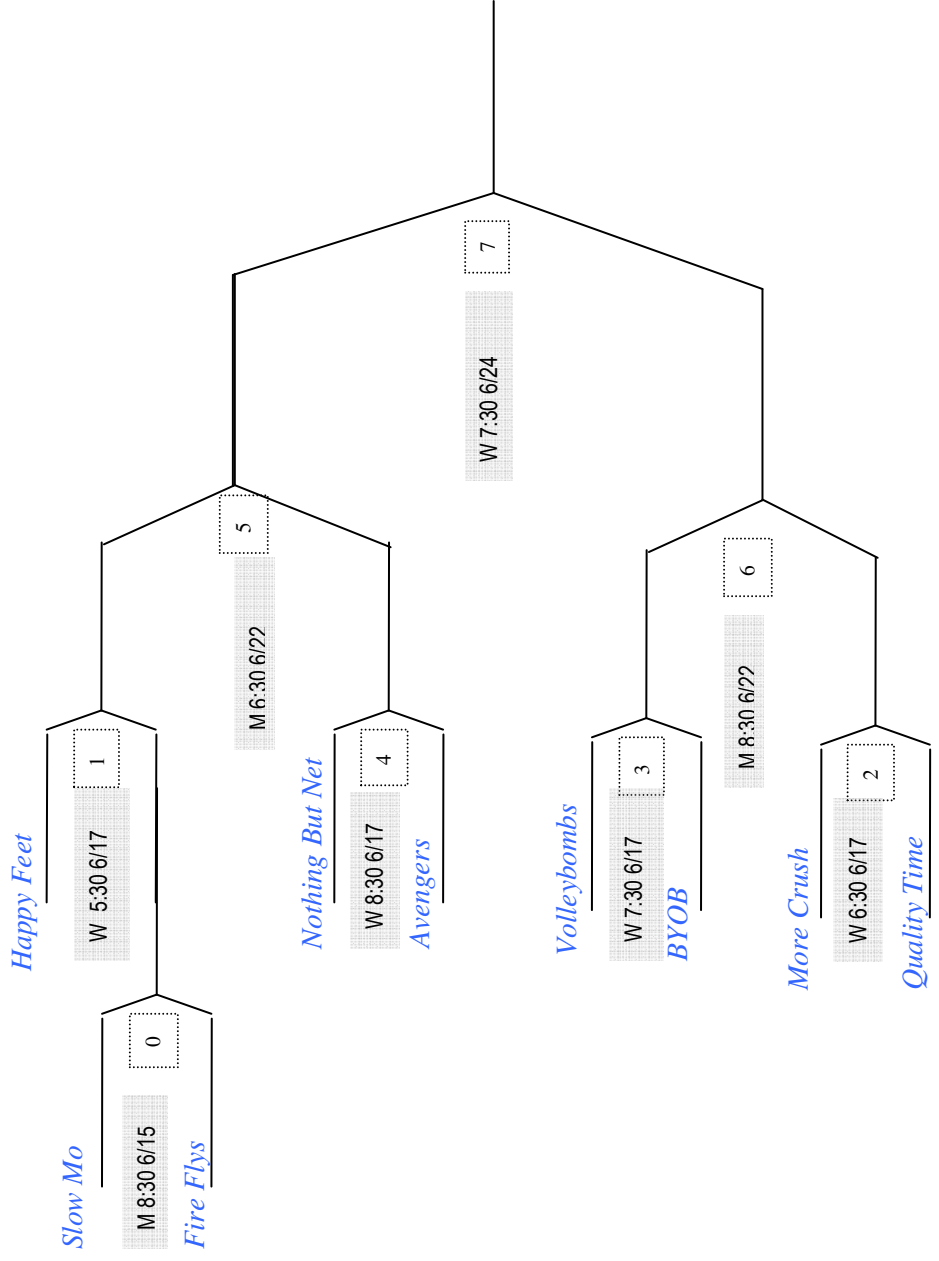 Slow Mo
M 8:30 6/15
0
Fire Flys
Happy Feet
W 5:30 6/17
1
Nothing But Net
W 8:30 6/17
4
Avengers
Volleybombs
W 7:30 6/17
3
BYOB
More Crush
W 6:30 6/17
2
Quality Time
M 6:30 6/22
5
M 8:30 6/22
6
W 7:30 6/24
7